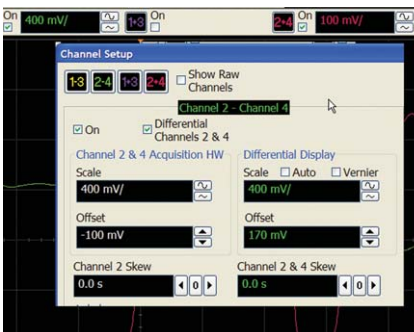 On 400 mV/ 1+3 On 2+4 On 100 mV/
Channel Setup
1-3 2-4 1+3 2+4 Show Raw Channels
Channel 2 - Channel 4
On Differential Channels 2 & 4
Channel 2 & 4 Acquisition HW
Scale
400 mV/
Offset
-100 mV
Channel 2 Skew
0.0 s 0
Differential Display
Scale Auto Vernier
400 mV/
Offset
170 mV
Channel 2 & 4 Skew
0.0 s 0